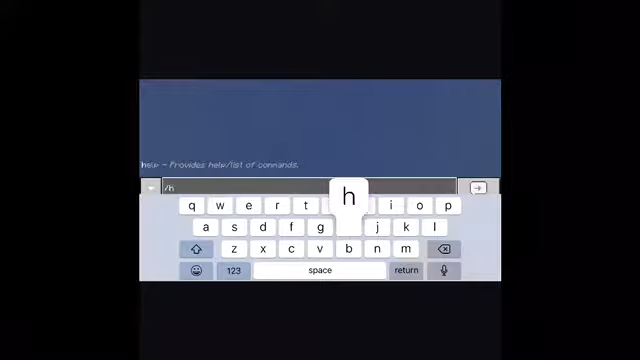 help – Provides help/list of commands.
/h
h
q w e r t i o p
a s d f g j k l
z x c v b n m
123 space return